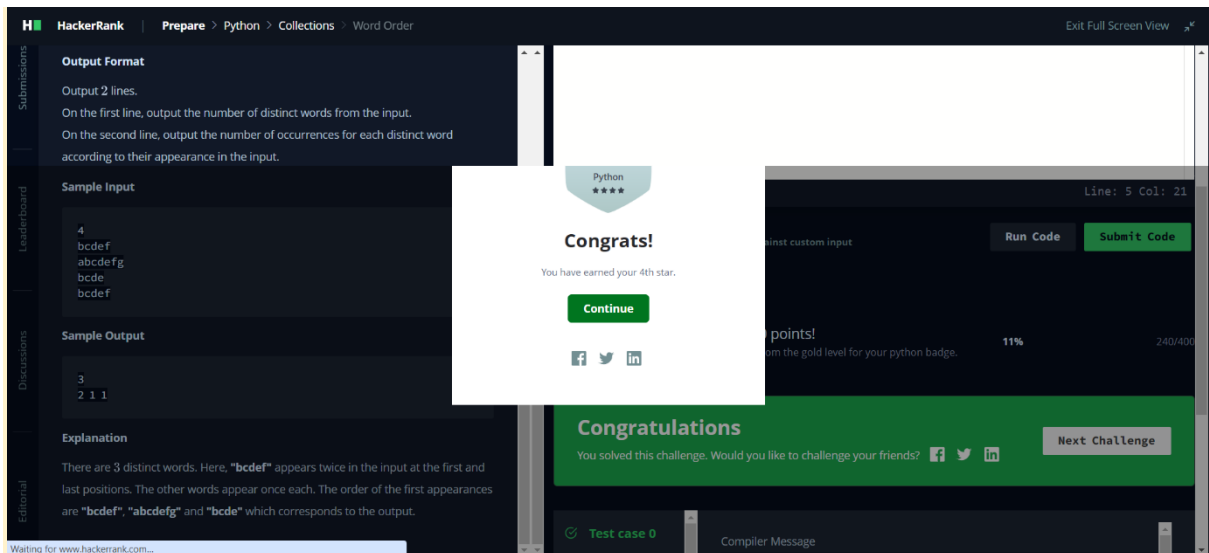 HackerRank | Prepare > Python > Collections > Word Order
Exit Full Screen View
Submissions
Leaderboard
Discussions
Editorial
Output Format
Output 2 lines.
On the first line, output the number of distinct words from the input.
On the second line, output the number of occurrences for each distinct word
according to their appearance in the input.
Sample Input
4
bcdef
abcdefg
bcde
bcdef
Sample Output
3
2 1 1
Explanation
There are 3 distinct words. Here, "bcdef" appears twice in the input at the first and
last positions. The other words appear once each. The order of the first appearances
are "bcdef", "abcdefg" and "bcde" which corresponds to the output.
Waiting for www.hackerrank.com...
Python
★★★★
Congrats!
You have earned your 4th star.
Continue
Line: 5 Col: 21
against custom input
Run Code
Submit Code
points!
from the gold level for your python badge.
11%
240/400
Congratulations
You solved this challenge. Would you like to challenge your friends?
Next Challenge
Test case 0
Compiler Message